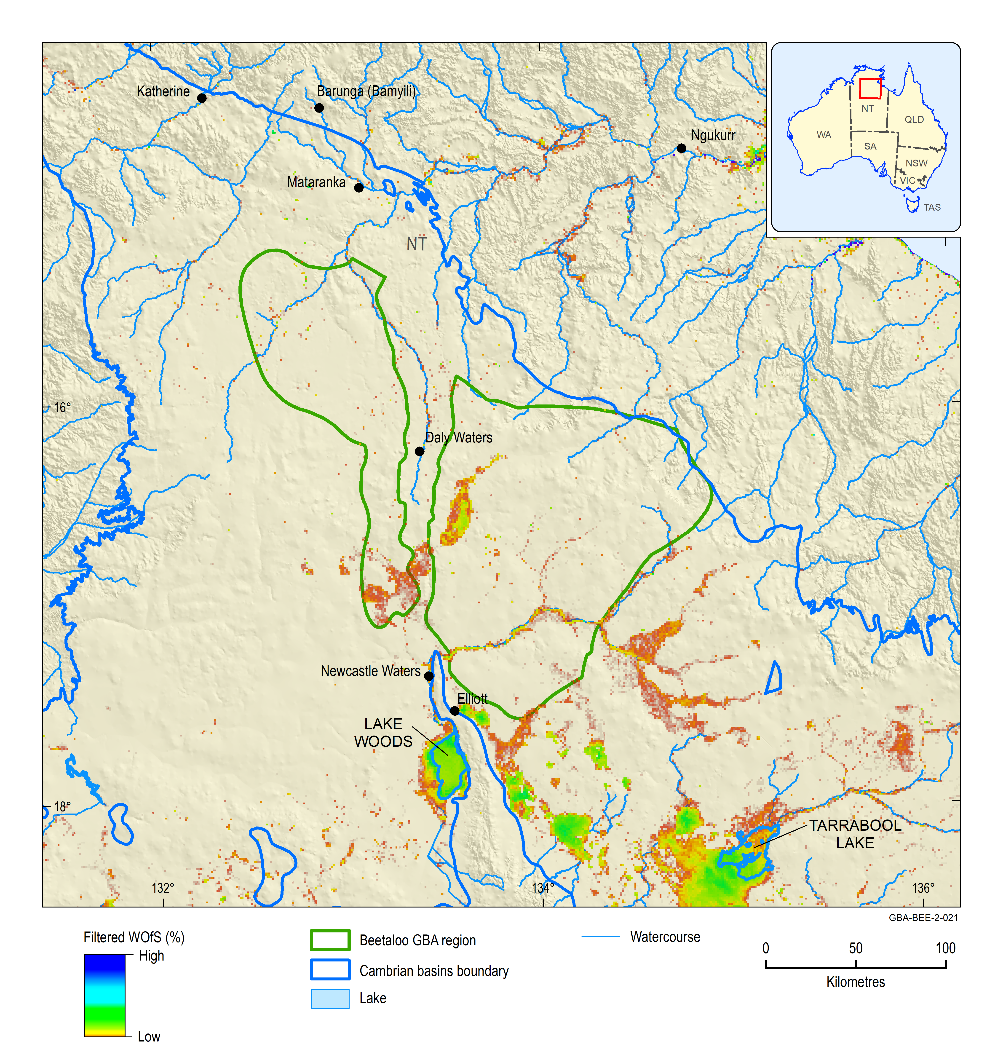 Katherine
Barunga (Bamyili)
Ngukurr
Mataranka
NT
WA
NT
QLD
SA
NSW
VIC
TAS
16°
Daly Waters
Newcastle Waters
Elliott
LAKE
WOODS
18°
TARRABOOL
LAKE
132°
134°
136°
GBA-BEE-2-021
Filtered WOfS (%)
High
Low
Beetaloo GBA region
Cambrian basins boundary
Lake
Watercourse
0
50
100
Kilometres